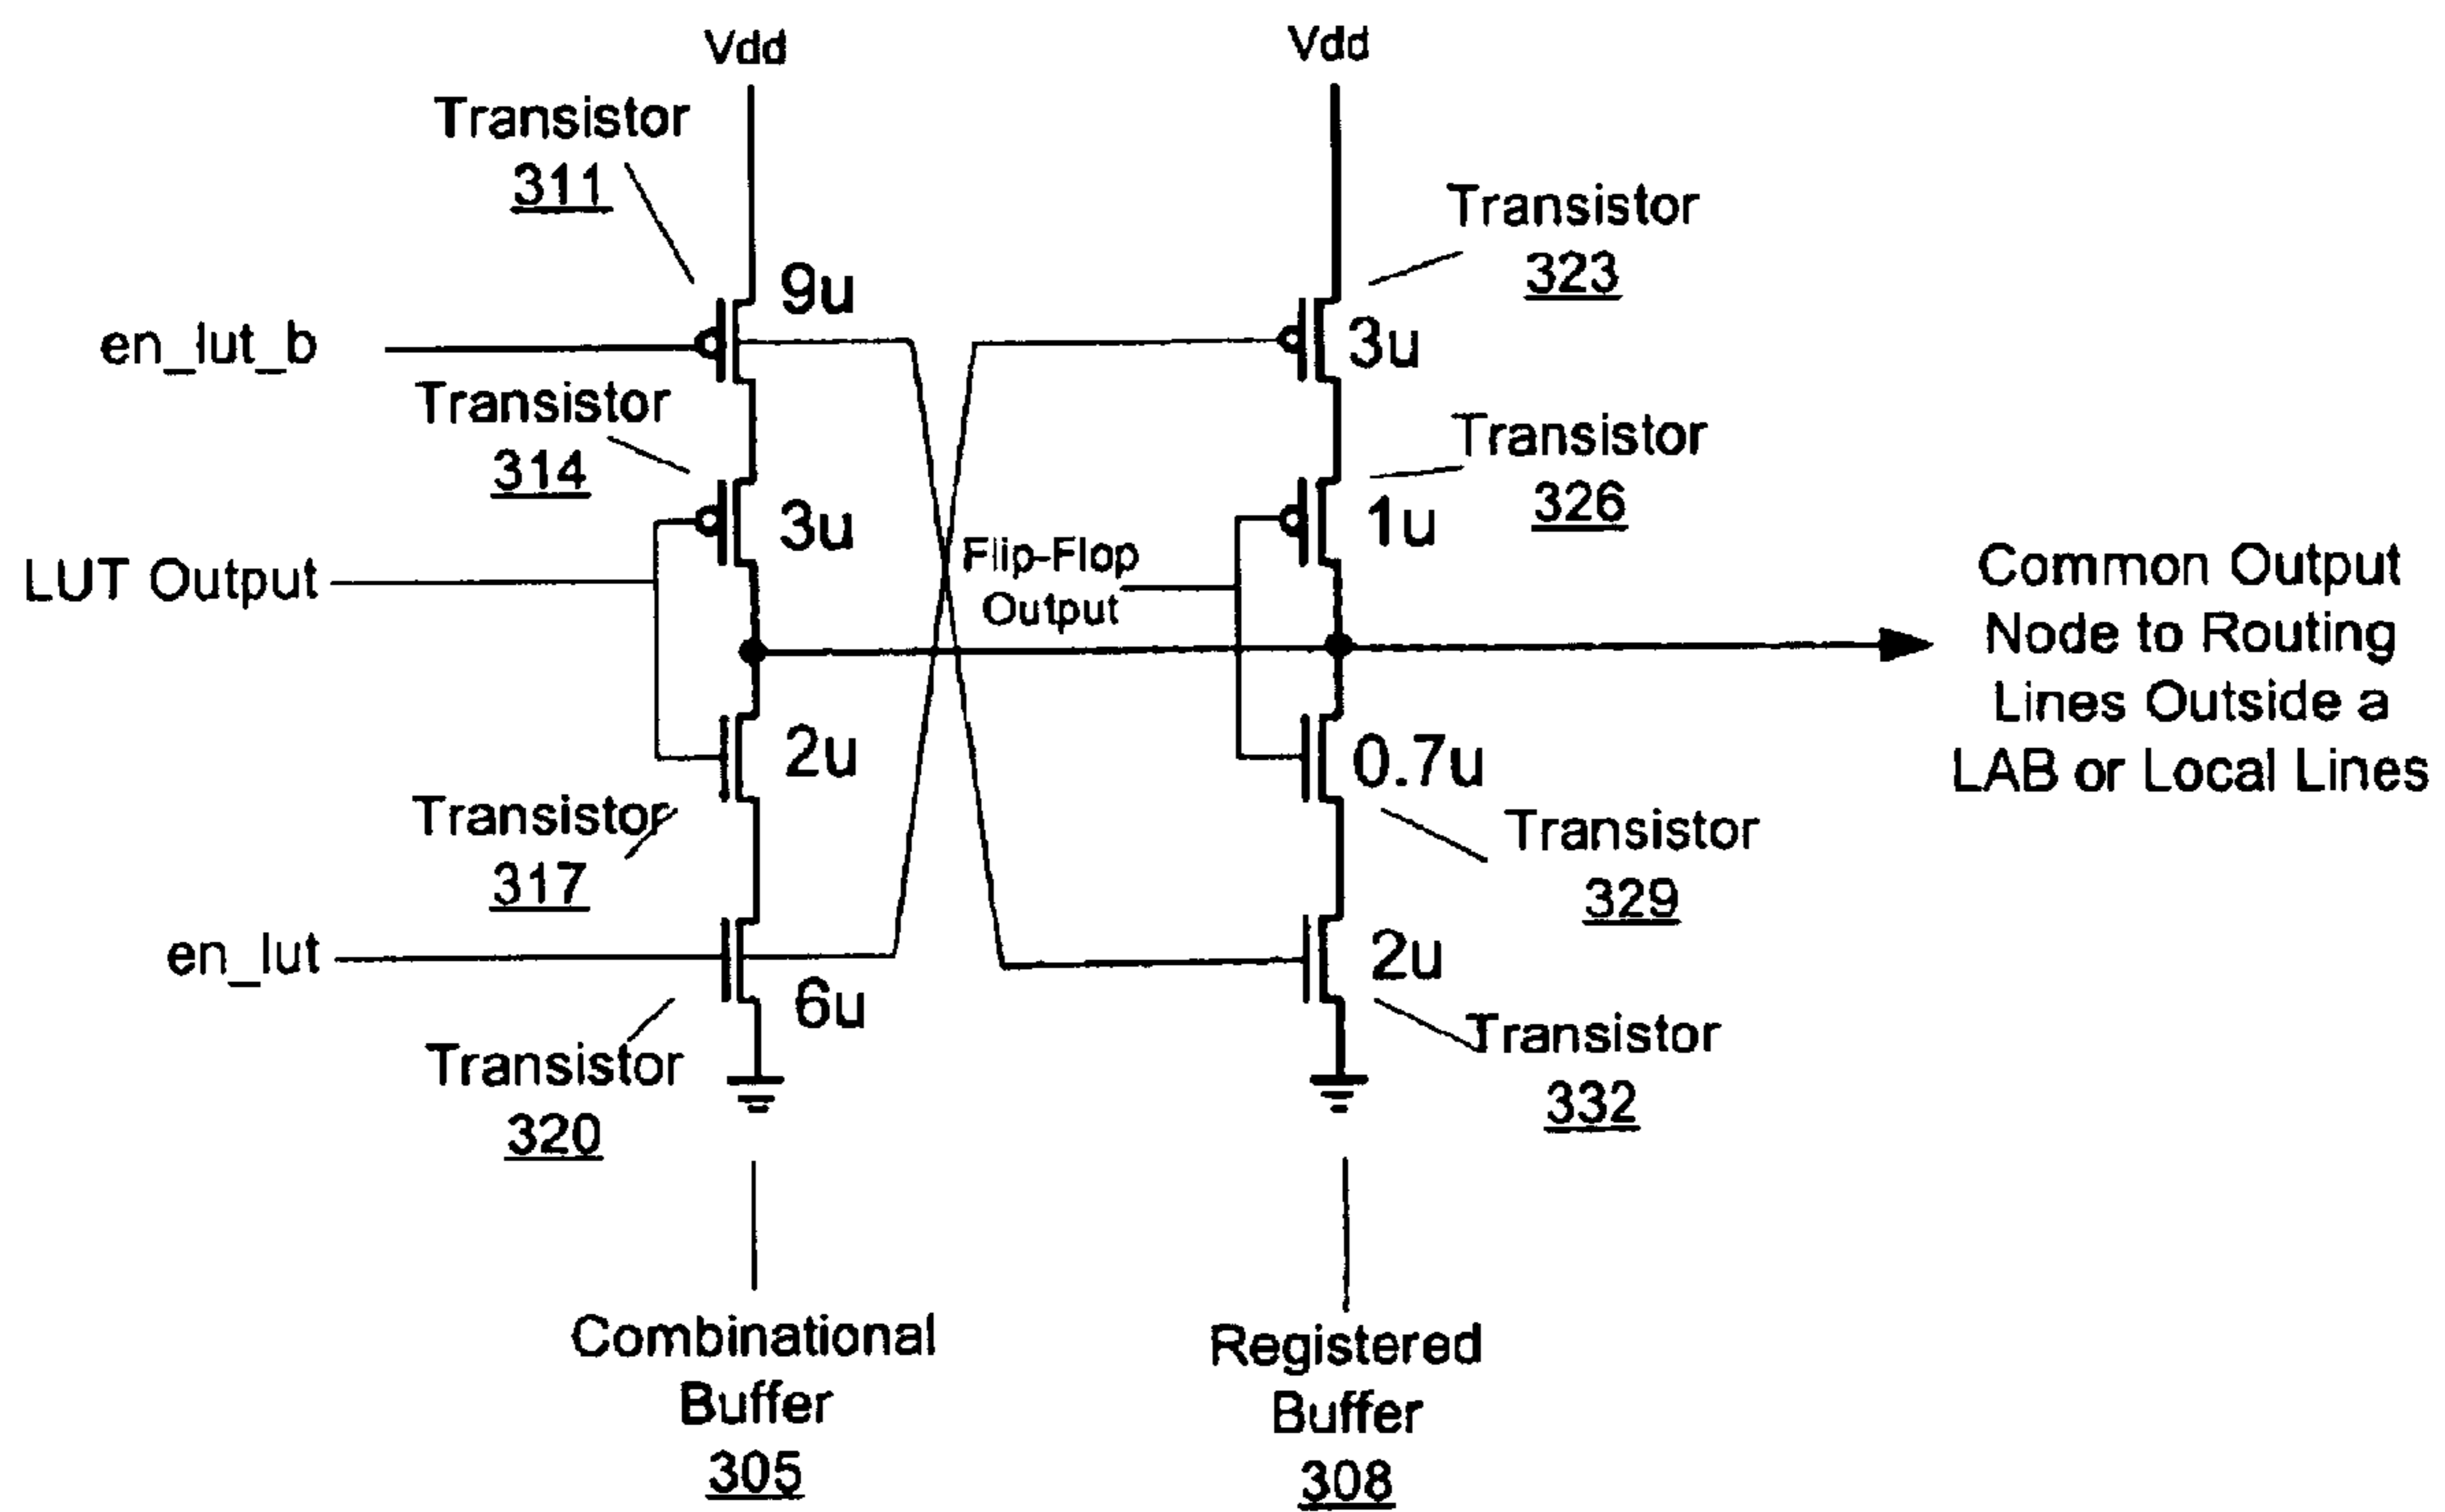 Vdd
Vdd
Transistor
311
9u
Transistor
323
3u
en_lut_b
Transistor
314
3u
Transistor
326
1u
LUT Output
Flip-Flop
Output
Common Output
Node to Routing
Lines Outside a
LAB or Local Lines
2u
0.7u
Transistor
317
Transistor
329
en_lut
6u
2u
Transistor
320
Transistor
332
Combinational
Buffer
305
Registered
Buffer
308